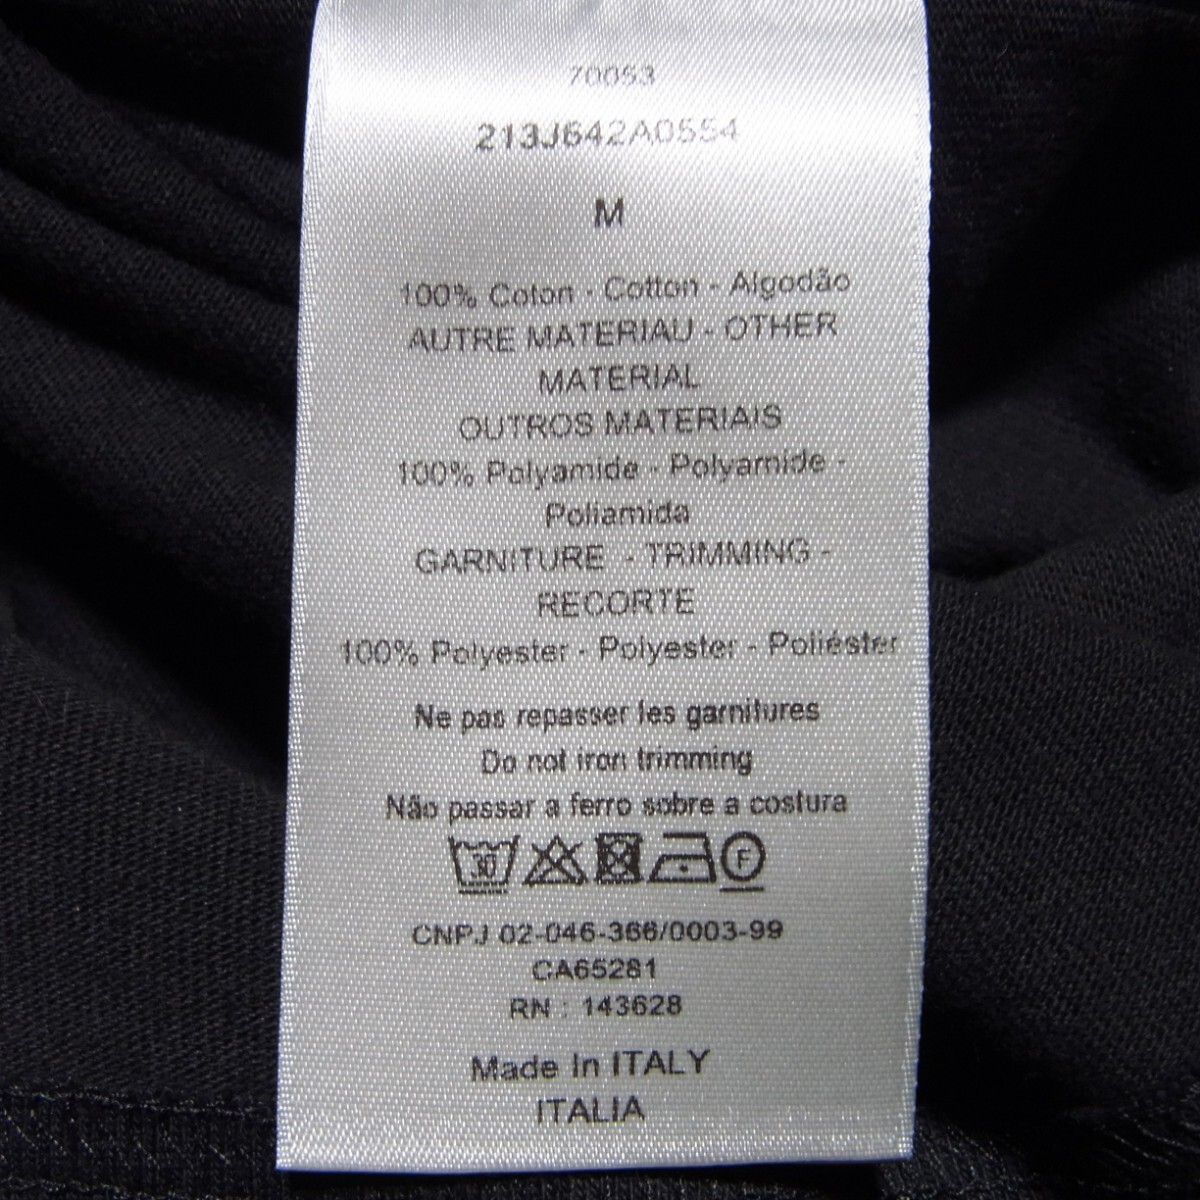 70053
213J642A0554
M
100% Coton - Cotton - Algodão
AUTRE MATERIAU - OTHER
MATERIAL
OUTROS MATERIAIS
100% Polyamide - Polyamide -
Poliamida
GARNITURE - TRIMMING -
RECORTE
100% Polyester - Polyester - Poliéster
Ne pas repasser les garnitures
Do not iron trimming
Não passar a ferro sobre a costura
30 F
CNPJ 02-046-366/0003-99
CA65281
RN : 143628
Made In ITALY
ITALIA